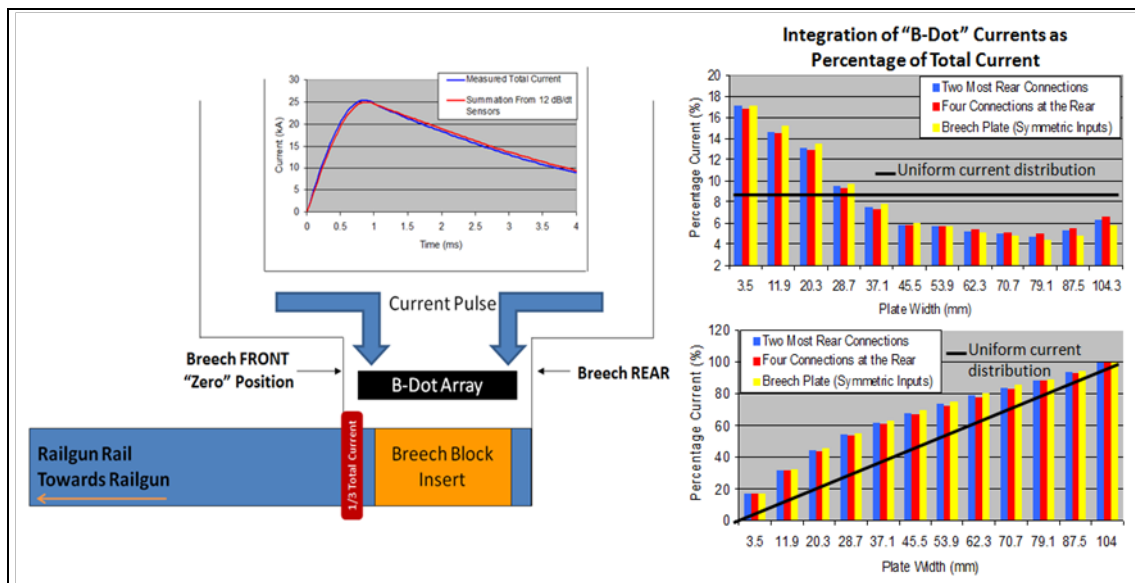 30
25
20
15
10
5
0
Current (kA)
Measured Total Current
Summation From 12 dB/dt
Sensors
0
0.5
1
1.5
2
2.5
3
3.5
4
Time (ms)
Current Pulse
Breech FRONT
"Zero" Position
B-Dot Array
Breech REAR
Railgun Rail
Towards Railgun
1/3 Total Current
Breech Block
Insert
Integration of “B-Dot” Currents as
Percentage of Total Current
20
18
16
14
12
10
8
6
4
2
Percentage Current (%)
Two Most Rear Connections
Four Connections at the Rear
Breech Plate (Symmetric Inputs)
Uniform current distribution
3.5 11.9 20.3 28.7 37.1 45.5 53.9 62.3 70.7 79.1 87.5 104.3
Plate Width (mm)
120
100
80
60
40
20
0
Percentage Current (%)
Two Most Rear Connections
Four Connections at the Rear
Breech Plate (Symmetric Inputs)
Uniform current
distribution
3.5 11.9 20.3 28.7 37.1 45.5 53.9 62.3 70.7 79.1 87.5 104
Plate Width (mm)